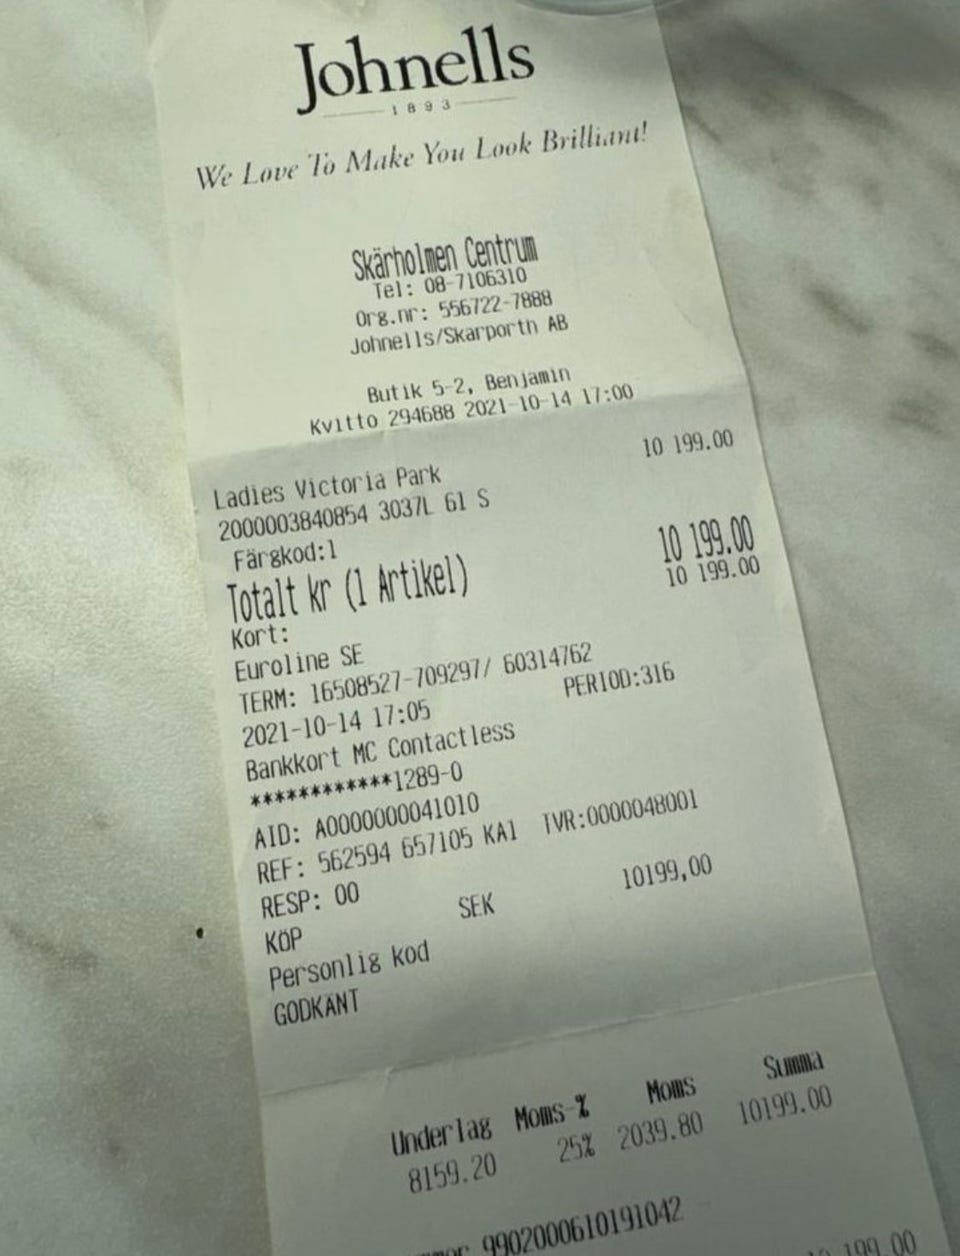 Johnells
1893
We Love To Make You Look Brilliant!
Skärholmen Centrum
Tel: 08-7106310
Org.nr: 556722-7888
Johnells/Skarporth AB
Butik 5-2, Benjamin
Kvitto 294688 2021-10-14 17:00
Ladies Victoria Park 10 199.00
2000003840854 3037L 61 S
Färgkod:1
Totalt kr (1 Artikel) 10 199.00
Kort: 10 199.00
Euroline SE
TERM: 16508527-709297/ 60314762
2021-10-14 17:05 PERIOD:316
Bankkort MC Contactless
************1289-0
AID: A0000000041010
REF: 562594 657105 KA1 TVR:0000048001
RESP: 00
KÖP SEK 10199,00
Personlig kod
GODKÄNT
Underlag Moms-% Moms Summa
8159.20 25% 2039.80 10199.00
9902000610191042
199.00